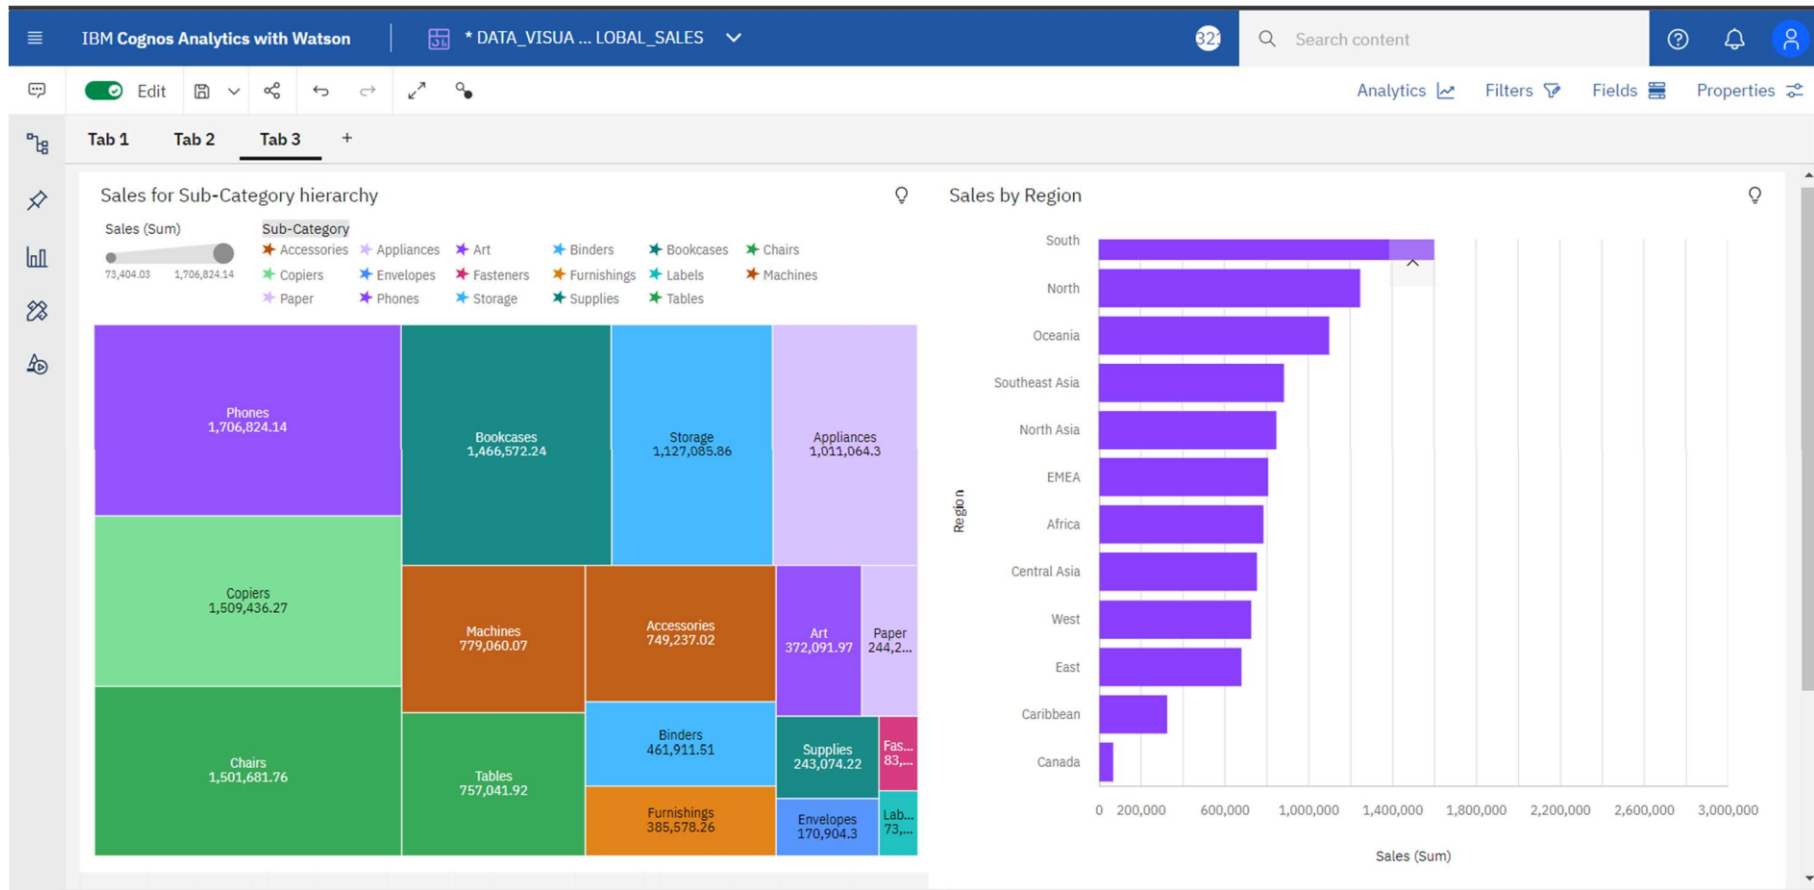 IBM Cognos Analytics with Watson
* DATA_VISUA ... LOBAL_SALES
321
Search content
Edit
Analytics
Filters
Fields
Properties
Tab 1
Tab 2
Tab 3
+
Sales for Sub-Category hierarchy
Sales (Sum)
73,404.03
1,706,824.14
Sub-Category
Accessories
Appliances
Art
Binders
Bookcases
Chairs
Copiers
Envelopes
Fasteners
Furnishings
Labels
Machines
Paper
Phones
Storage
Supplies
Tables
Phones
1,706,824.14
Bookcases
1,466,572.24
Storage
1,127,085.86
Appliances
1,011,064.3
Copiers
1,509,436.27
Machines
779,060.07
Accessories
749,237.02
Art
372,091.97
Paper
244,2...
Chairs
1,501,681.76
Tables
757,041.92
Binders
461,911.51
Furnishings
385,578.26
Supplies
243,074.22
Fas...
83,...
Envelopes
170,904.3
Lab...
73,...
Sales by Region
Region
South
North
Oceania
Southeast Asia
North Asia
EMEA
Africa
Central Asia
West
East
Caribbean
Canada
0
200,000
600,000
1,000,000
1,400,000
1,800,000
2,200,000
2,600,000
3,000,000
Sales (Sum)